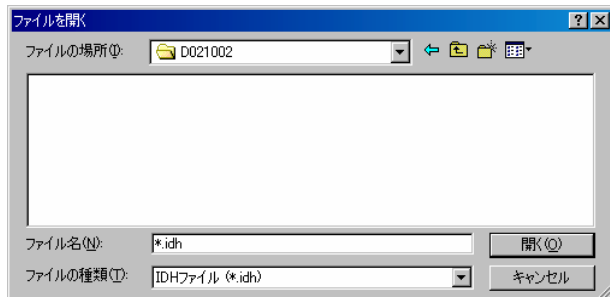 ファイルを開く
ファイルの場所(I): D021002
ファイル名(N): *.idh 開く(O)
ファイルの種類(T): IDHファイル (*.idh) キャンセル